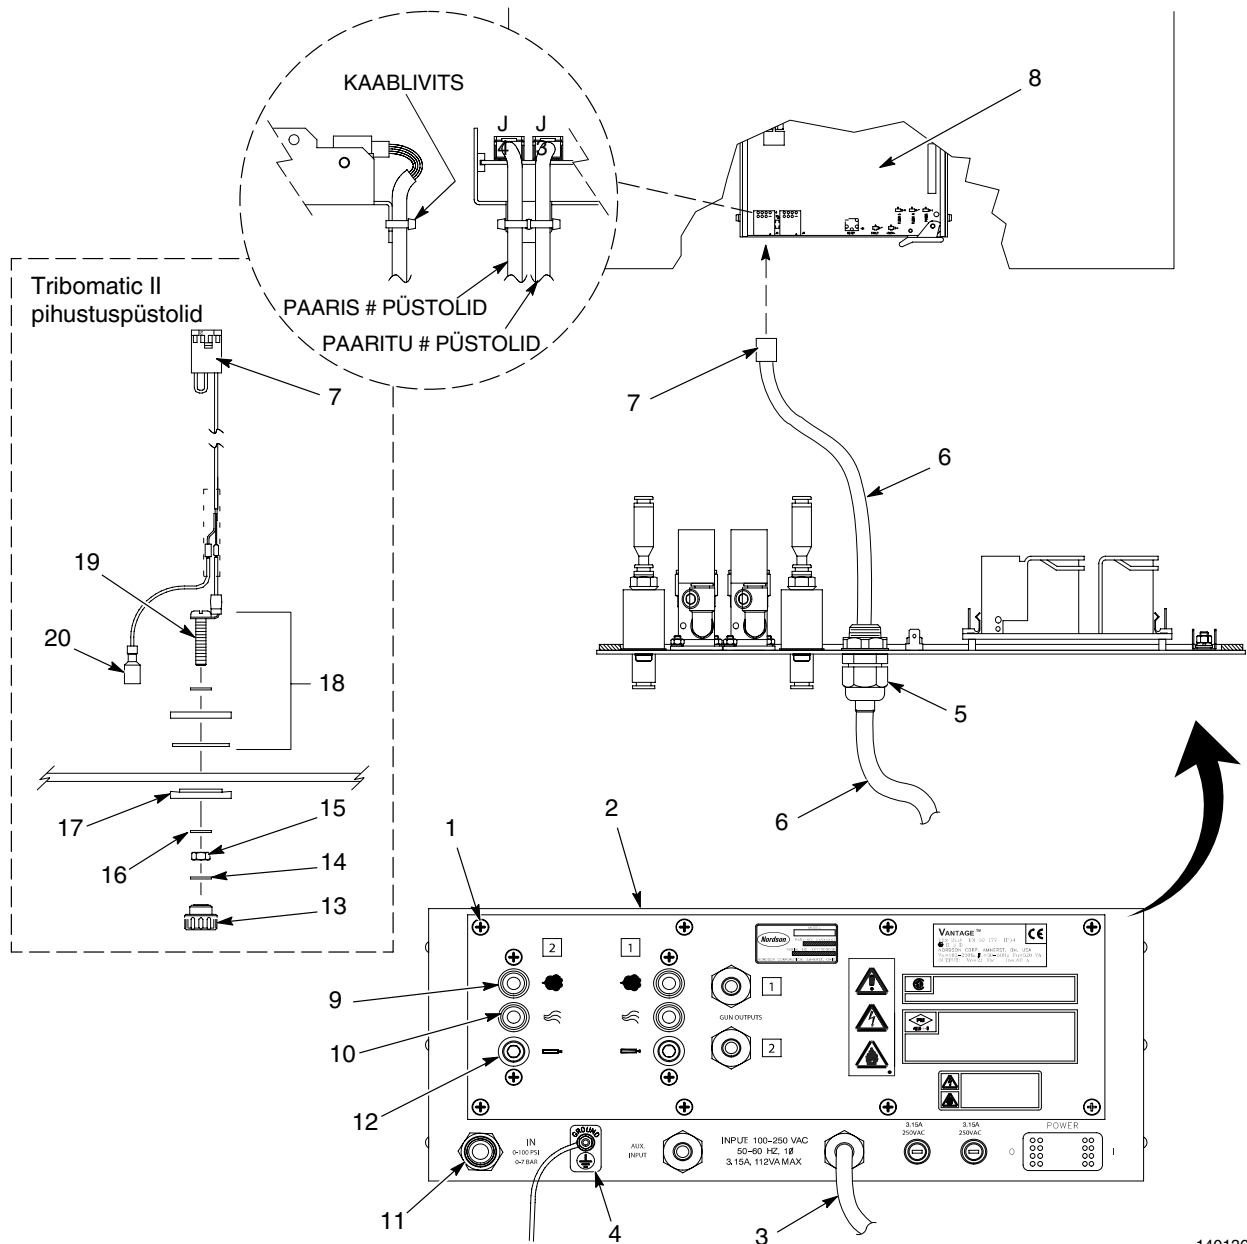 KAABLIVITS
J J
4 3
8
PAARIS # PÜSTOLID
PAARITU # PÜSTOLID
Tribomatic II
pihustuspüstolid
7
7
6
19
20
18
5
17
15
16
14
13
6
1
2
2
1
Nordson
VANTAGE™
CE
9
1
10
GUN OUTPUTS
2
12
GROUND
IN
0-100 PSI
0-7 BAR
AUX.
INPUT
INPUT: 100-250 VAC
50-60 HZ, 1Ø
3.15A, 112VA MAX
3.15A
250VAC
3.15A
250VAC
POWER
O
I
11
4
3